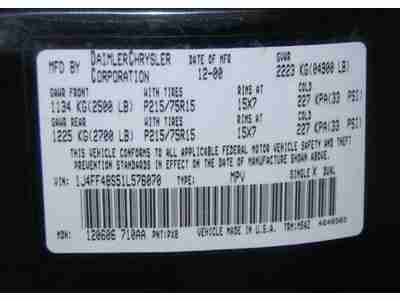 MFD BY DAIMLERCHRYSLER CORPORATION DATE OF MFR 12-00 GVWR 2223 KG(04900 LB)
GAWR FRONT WITH TIRES RIMS AT COLD
1134 KG(2500 LB) P215/75R15 15X7 227 KPA(33 PSI)
GAWR REAR WITH TIRES RIMS AT COLD
1225 KG(2700 LB) P215/75R15 15X7 227 KPA(33 PSI)
THIS VEHICLE CONFORMS TO ALL APPLICABLE FEDERAL MOTOR VEHICLE SAFETY AND THEFT
PREVENTION STANDARDS IN EFFECT ON THE DATE OF MANUFACTURE SHOWN ABOVE
VIN: 1J4FF48S51L576070 TYPE: MPV SINGLE X DUAL
MDH: 120606 710AA PNT: PXB VEHICLE MADE IN U.S.A. TRM: M5A2